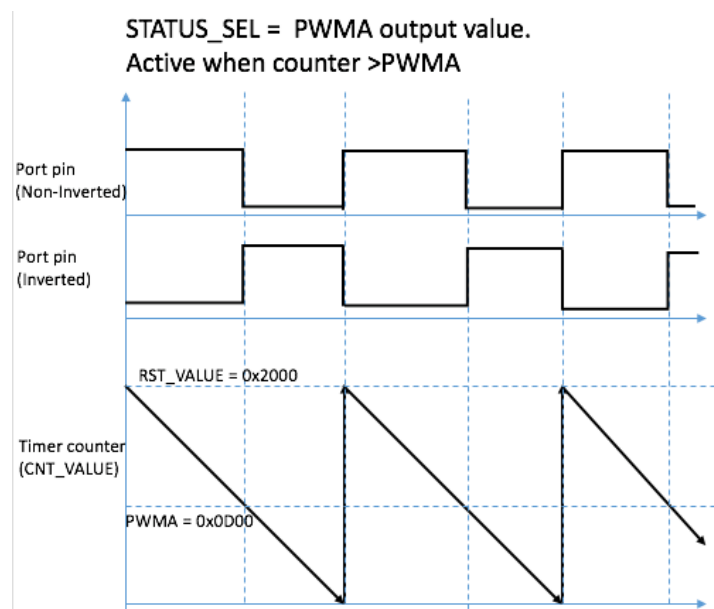 STATUS_SEL = PWMA output value.
Active when counter >PWMA
Port pin
(Non-Inverted)
Port pin
(Inverted)
RST_VALUE = 0x2000
Timer counter
(CNT_VALUE)
PWMA = 0x0D00